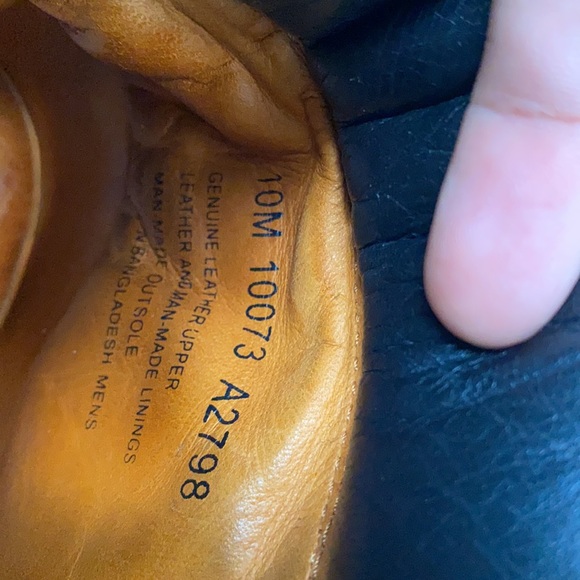 10M 10073 A2798
GENUINE LEATHER UPPER
LEATHER AND MAN-MADE LININGS
MAN MADE OUTSOLE
BANGLADESH MENS